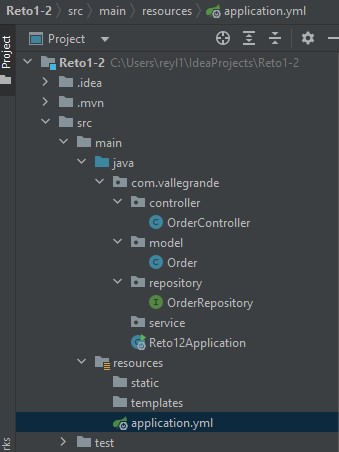 Reto1-2 〉 src 〉 main 〉 resources 〉 application.yml
Project
Project
Reto1-2 C:\Users\reyl1\IdeaProjects\Reto1-2
.idea
.mvn
src
main
java
com.vallegrande
controller
OrderController
model
Order
repository
OrderRepository
service
Reto12Application
resources
static
templates
application.yml
test
rks